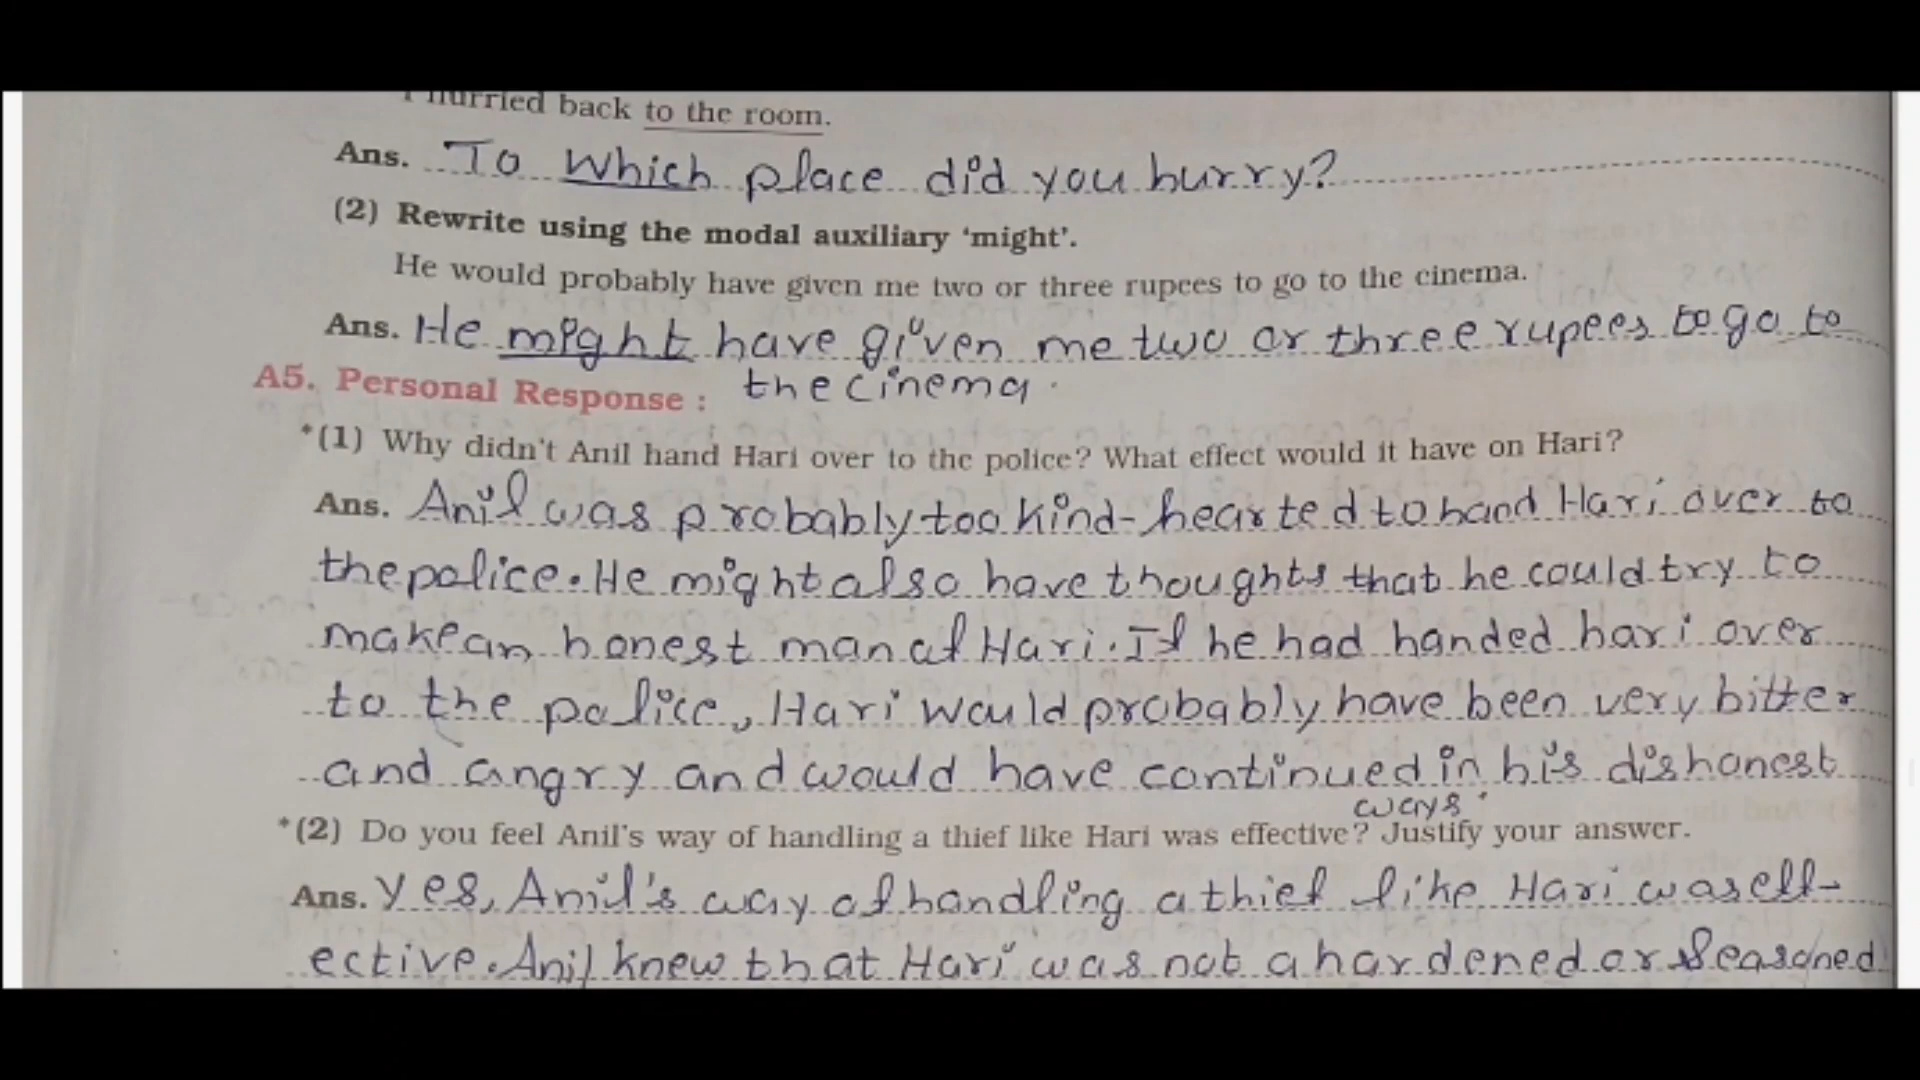 I hurried back to the room.
Ans. To which place did you hurry?
(2) Rewrite using the modal auxiliary 'might'.
He would probably have given me two or three rupees to go to the cinema.
Ans. He might have given me two or three rupees to go to
the cinema.
A5. Personal Response :
*(1) Why didn't Anil hand Hari over to the police? What effect would it have on Hari?
Ans. Anil was probably too kind-hearted to hand Hari over to
the police. He might also have thoughts that he could try to
make an honest man of Hari. If he had handed hari over
to the police, Hari would probably have been very bitter
and angry and would have continued in his dishonest
ways.
*(2) Do you feel Anil's way of handling a thief like Hari was effective? Justify your answer.
Ans. Yes, Anil's way of handling a thief like Hari was eff-
ective. Anil knew that Hari was not a hardened or Seasoned